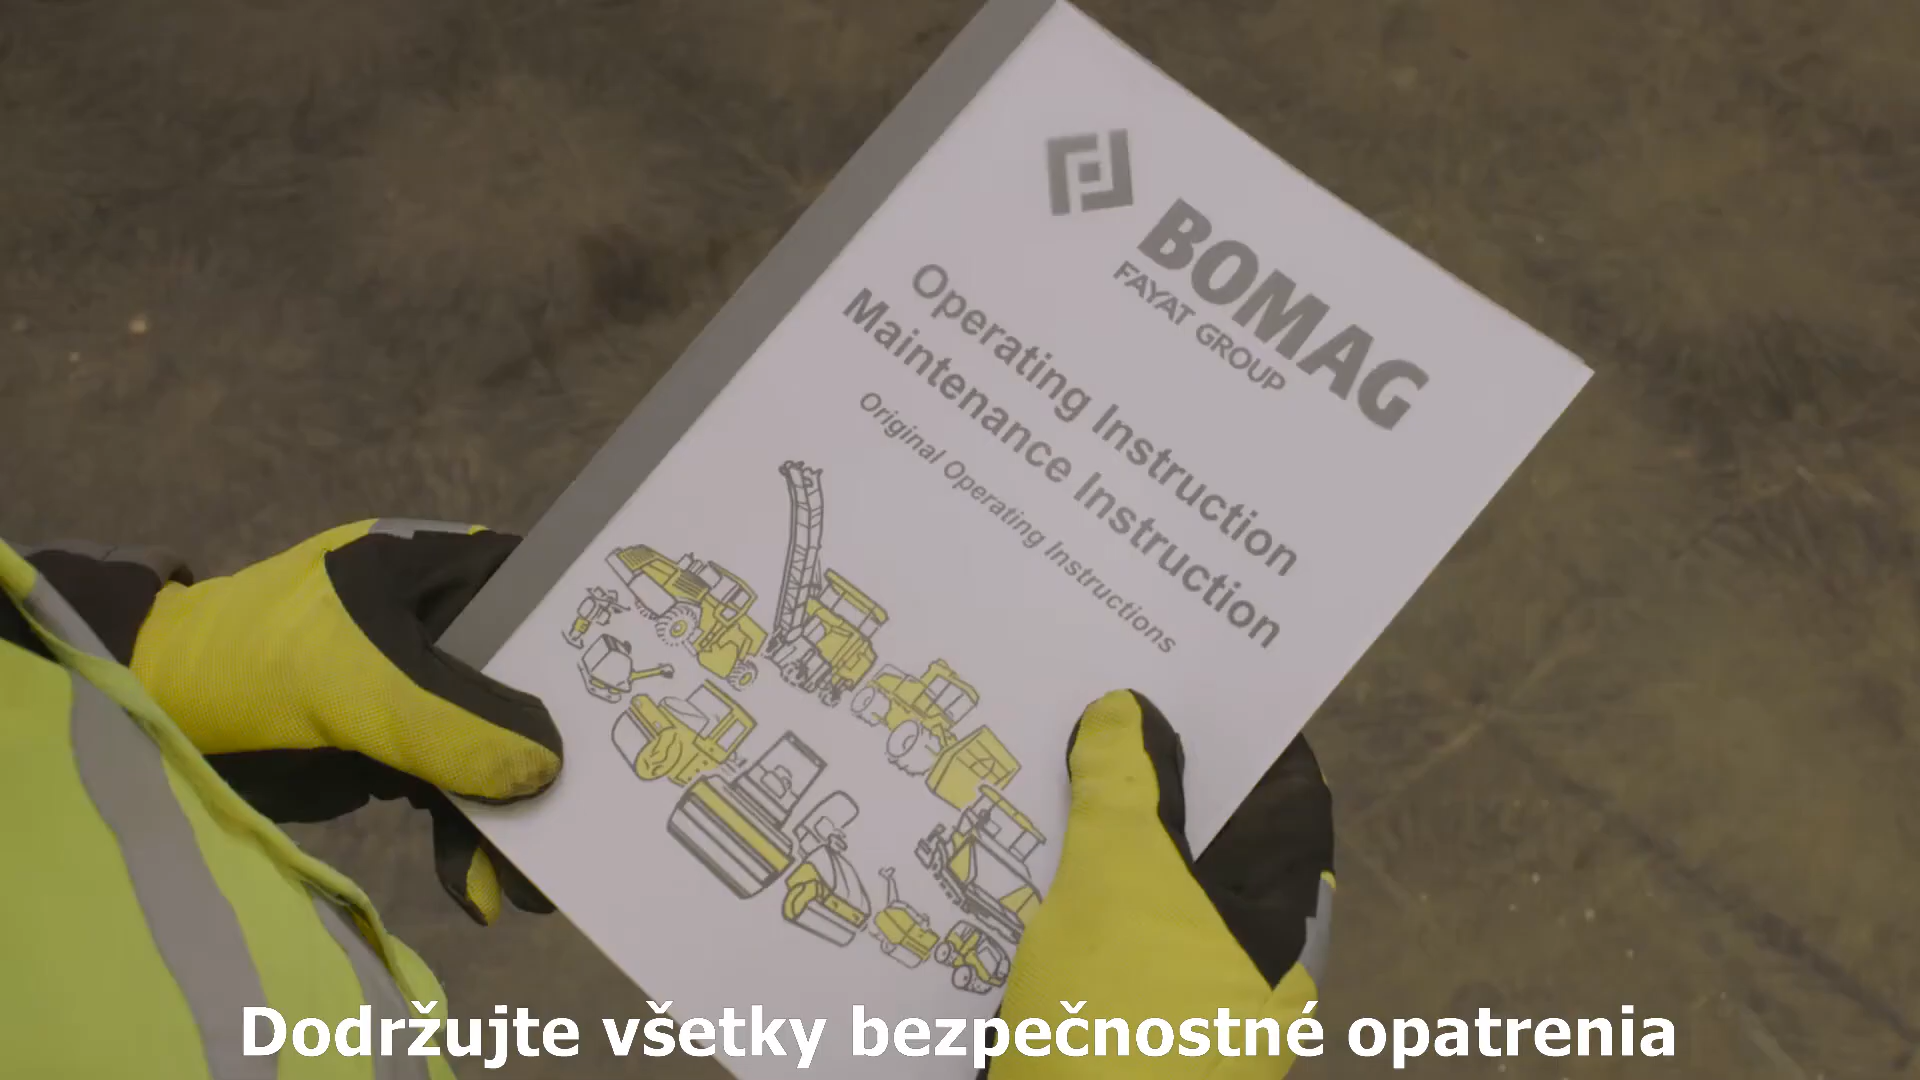 BOMAG
FAYAT GROUP
Operating Instruction
Maintenance Instruction
Original Operating Instructions
Dodržujte všetky bezpečnostné opatrenia